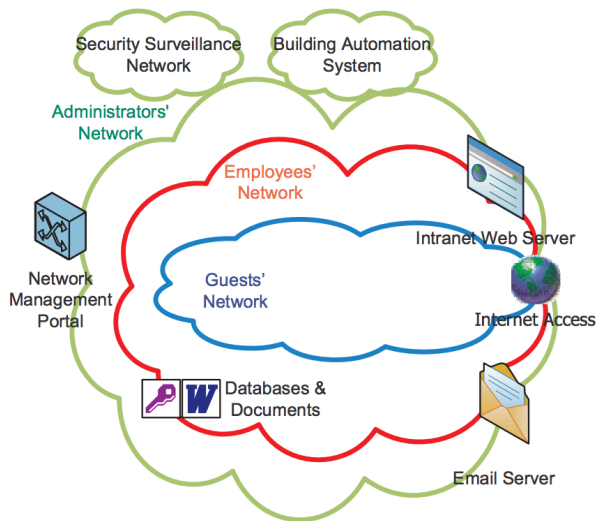 Security Surveillance
Network
Building Automation
System
Administrators'
Network
Employees'
Network
Intranet Web Server
Guests'
Network
Network
Management
Portal
Internet Access
W
Databases &
Documents
Email Server